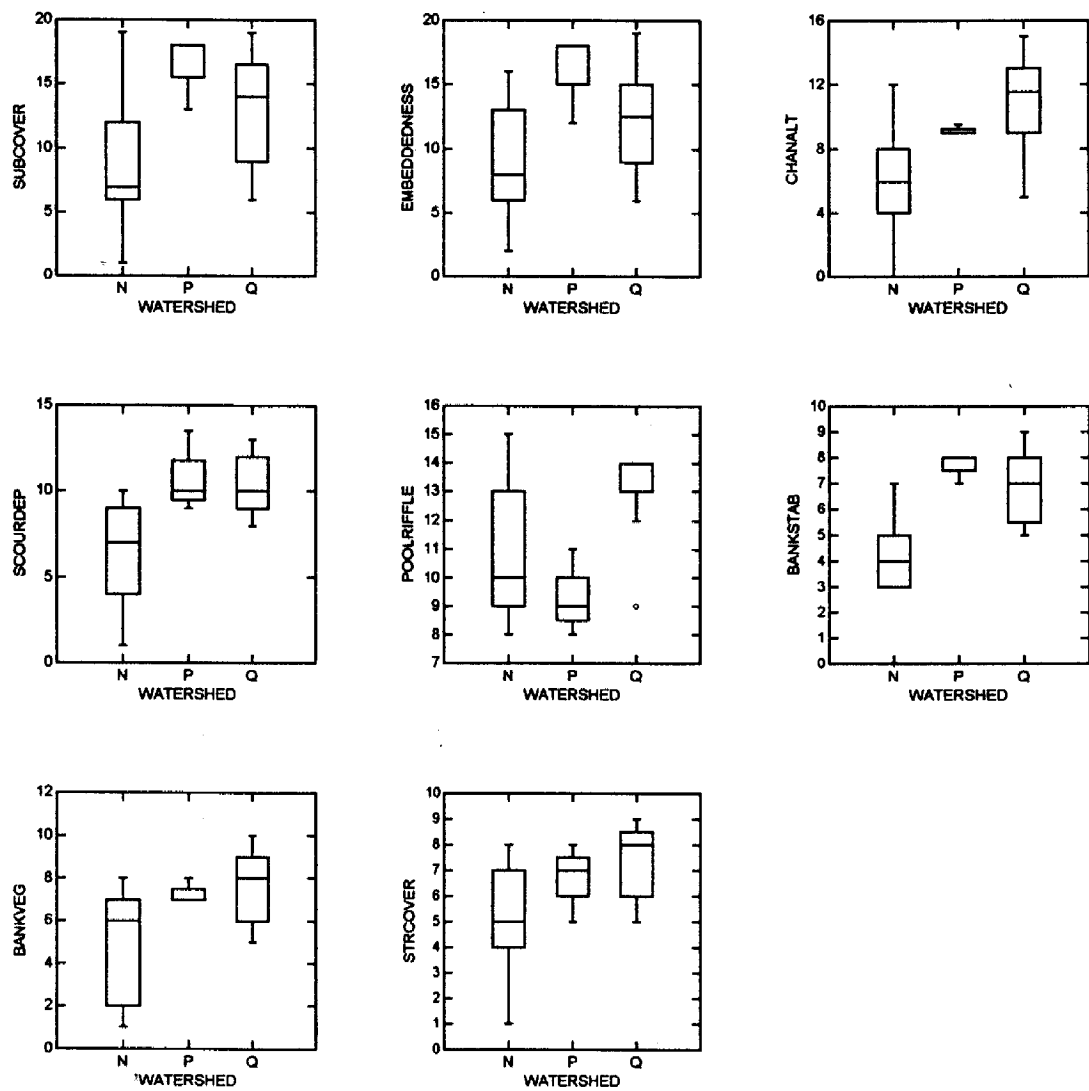 20
15
10
5
0
SUBCOVER
N P Q
WATERSHED
20
15
10
5
0
EMBEDDEDNESS
N P Q
WATERSHED
16
12
8
4
0
CHANALT
N P Q
WATERSHED
15
10
5
0
SCOURDEP
N P Q
WATERSHED
16
15
14
13
12
11
10
9
8
7
POOLRIFFLE
N P Q
WATERSHED
10
9
8
7
6
5
4
3
2
1
0
BANKSTAB
N P Q
WATERSHED
12
10
8
6
4
2
0
BANKVEG
N P Q
WATERSHED
10
9
8
7
6
5
4
3
2
1
0
STRCOVER
N P Q
WATERSHED